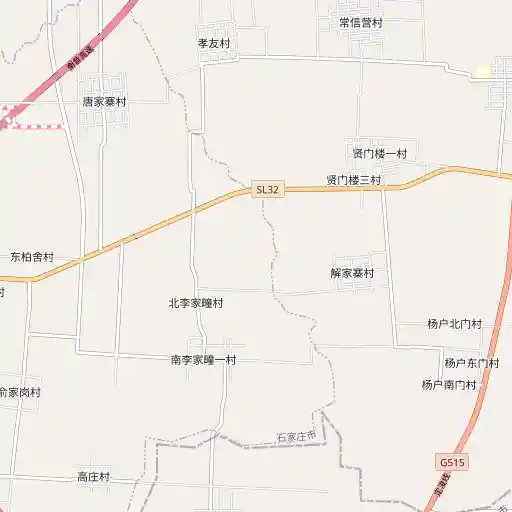 常信营村
孝友村
唐家寨村
贤门楼一村
贤门楼三村
SL32
东柏舍村
解家寨村
村
北李家疃村
杨户北门村
南李家疃一村
杨户东门村
杨户南门村
俞家岗村
石家庄市
G515
高庄村
市